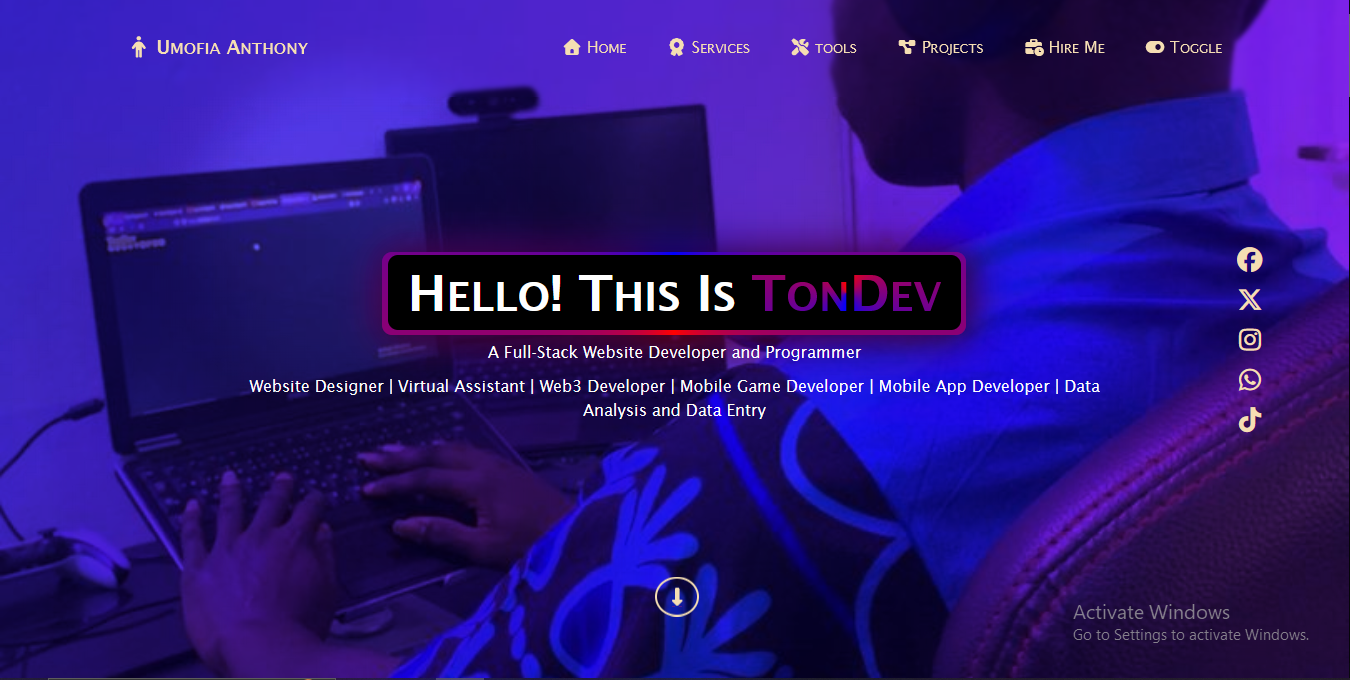 Umofia Anthony
Home
Services
tools
Projects
Hire Me
Toggle
Hello! This Is TonDev
A Full-Stack Website Developer and Programmer
Website Designer | Virtual Assistant | Web3 Developer | Mobile Game Developer | Mobile App Developer | Data
Analysis and Data Entry
Activate Windows
Go to Settings to activate Windows.